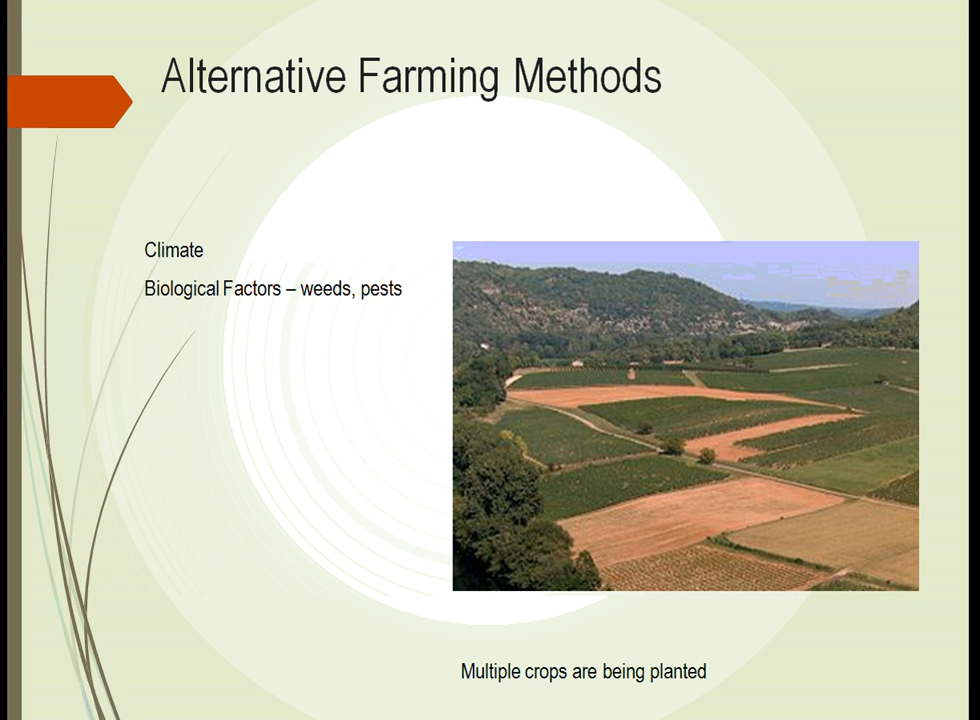 Alternative Farming Methods
Climate
Biological Factors – weeds, pests
Multiple crops are being planted